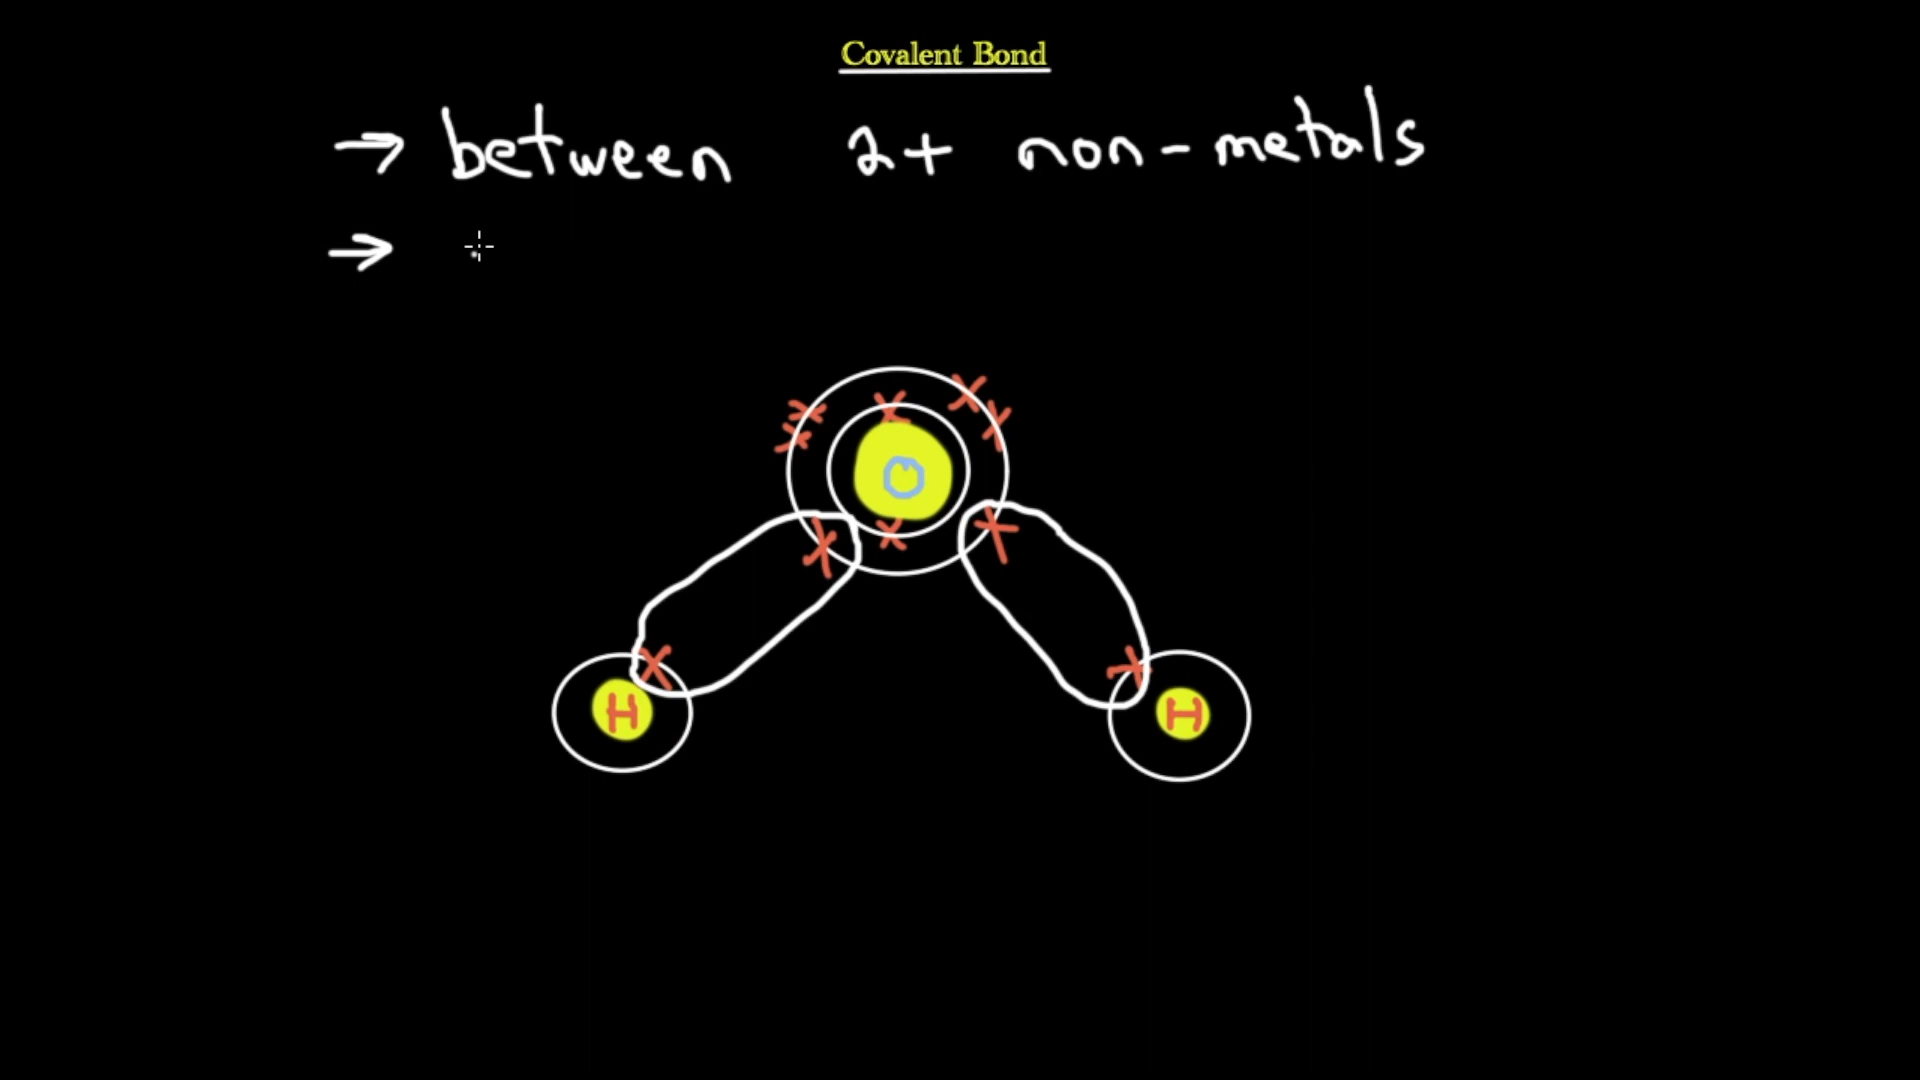 Covalent Bond
→ between 2+ non-metals
→
O
H H